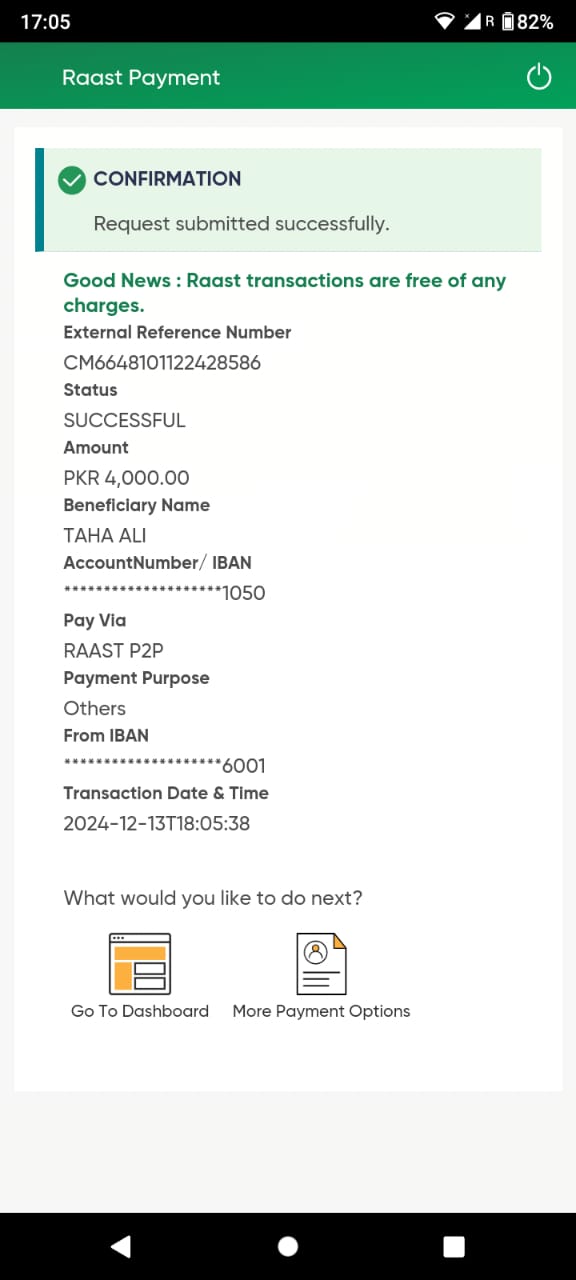 17:05
R 82%
Raast Payment
CONFIRMATION
Request submitted successfully.
Good News : Raast transactions are free of any
charges.
External Reference Number
CM6648101122428586
Status
SUCCESSFUL
Amount
PKR 4,000.00
Beneficiary Name
TAHA ALI
AccountNumber/ IBAN
********************1050
Pay Via
RAAST P2P
Payment Purpose
Others
From IBAN
********************6001
Transaction Date & Time
2024-12-13T18:05:38
What would you like to do next?
Go To Dashboard
More Payment Options